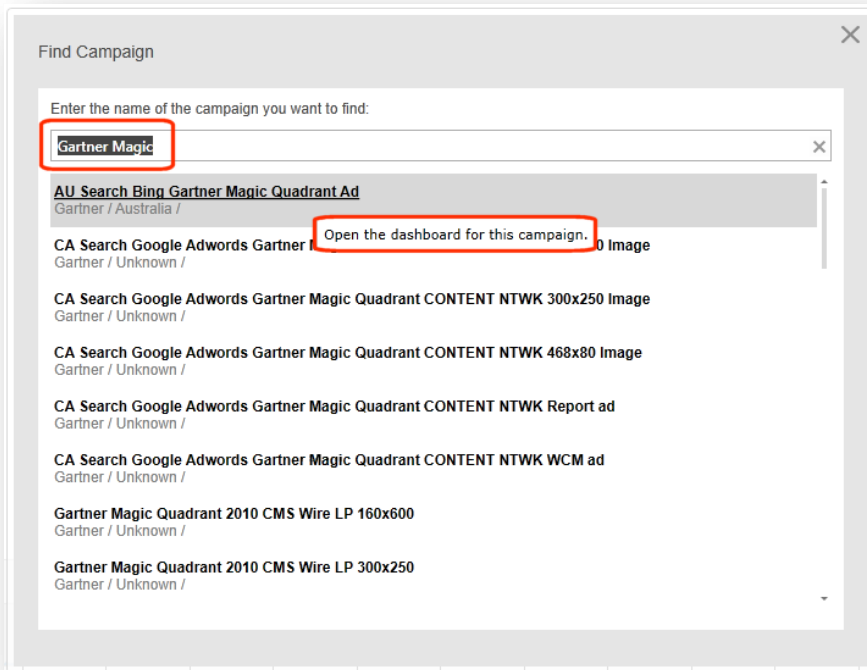 Find Campaign
Enter the name of the campaign you want to find:
Gartner Magic
AU Search Bing Gartner Magic Quadrant Ad
Gartner / Australia /
Open the dashboard for this campaign.
CA Search Google Adwords Gartner 0 Image
Gartner / Unknown /
CA Search Google Adwords Gartner Magic Quadrant CONTENT NTWK 300x250 Image
Gartner / Unknown /
CA Search Google Adwords Gartner Magic Quadrant CONTENT NTWK 468x80 Image
Gartner / Unknown /
CA Search Google Adwords Gartner Magic Quadrant CONTENT NTWK Report ad
Gartner / Unknown /
CA Search Google Adwords Gartner Magic Quadrant CONTENT NTWK WCM ad
Gartner / Unknown /
Gartner Magic Quadrant 2010 CMS Wire LP 160x600
Gartner / Unknown /
Gartner Magic Quadrant 2010 CMS Wire LP 300x250
Gartner / Unknown /